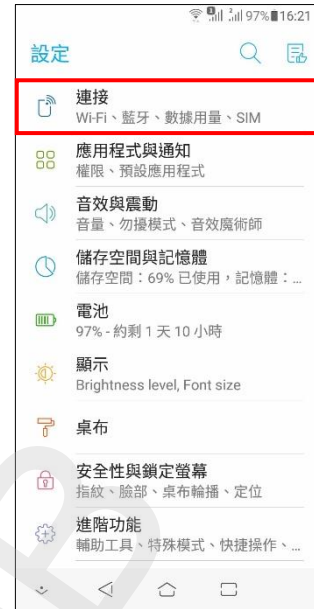 97% 16:21
設定
連接
Wi-Fi、藍牙、數據用量、SIM
應用程式與通知
權限、預設應用程式
音效與震動
音量、勿擾模式、音效魔術師
儲存空間與記憶體
儲存空間：69% 已使用，記憶體：...
電池
97% - 約剩 1 天 10 小時
顯示
Brightness level, Font size
桌布
安全性與鎖定螢幕
指紋、臉部、桌布輪播、定位
進階功能
輔助工具、特殊模式、快捷操作、...